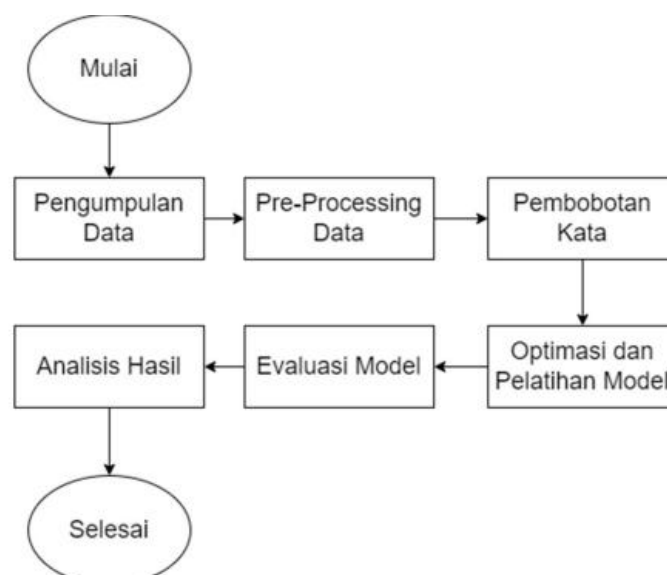 Mulai
Pengumpulan
Data
Pre-Processing
Data
Pembobotan
Kata
Optimasi dan
Pelatihan Model
Evaluasi Model
Analisis Hasil
Selesai